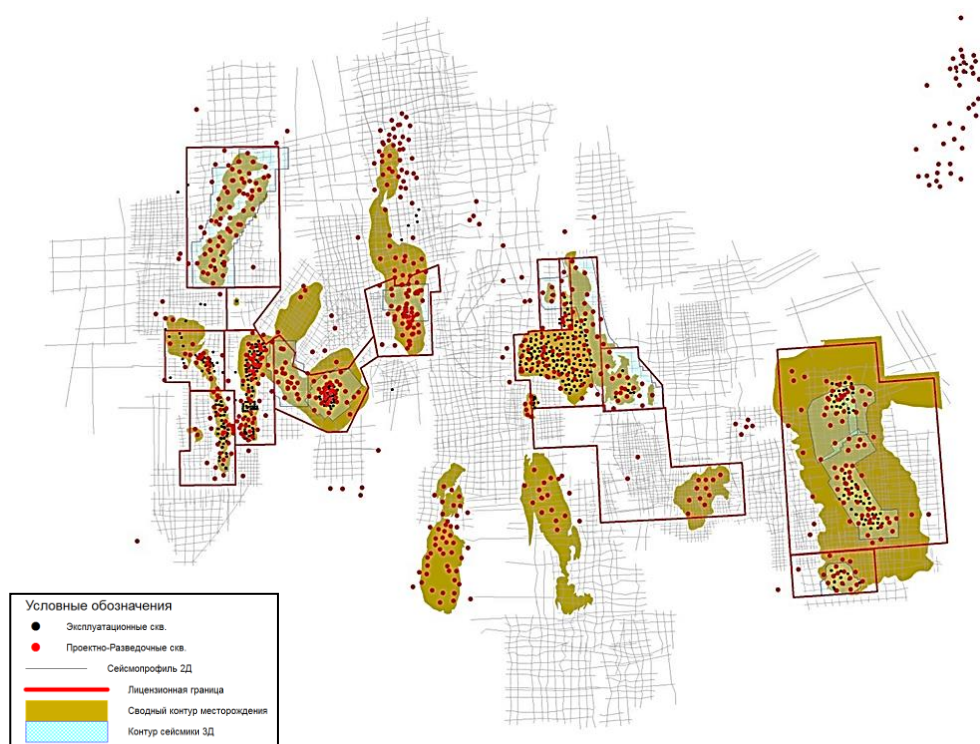 Условные обозначения
Эксплуатационные скв.
Проектно-Разведочные скв.
Сейсмопрофиль 2Д
Лицензионная граница
Сводный контур месторождения
Контур сейсмики 3Д